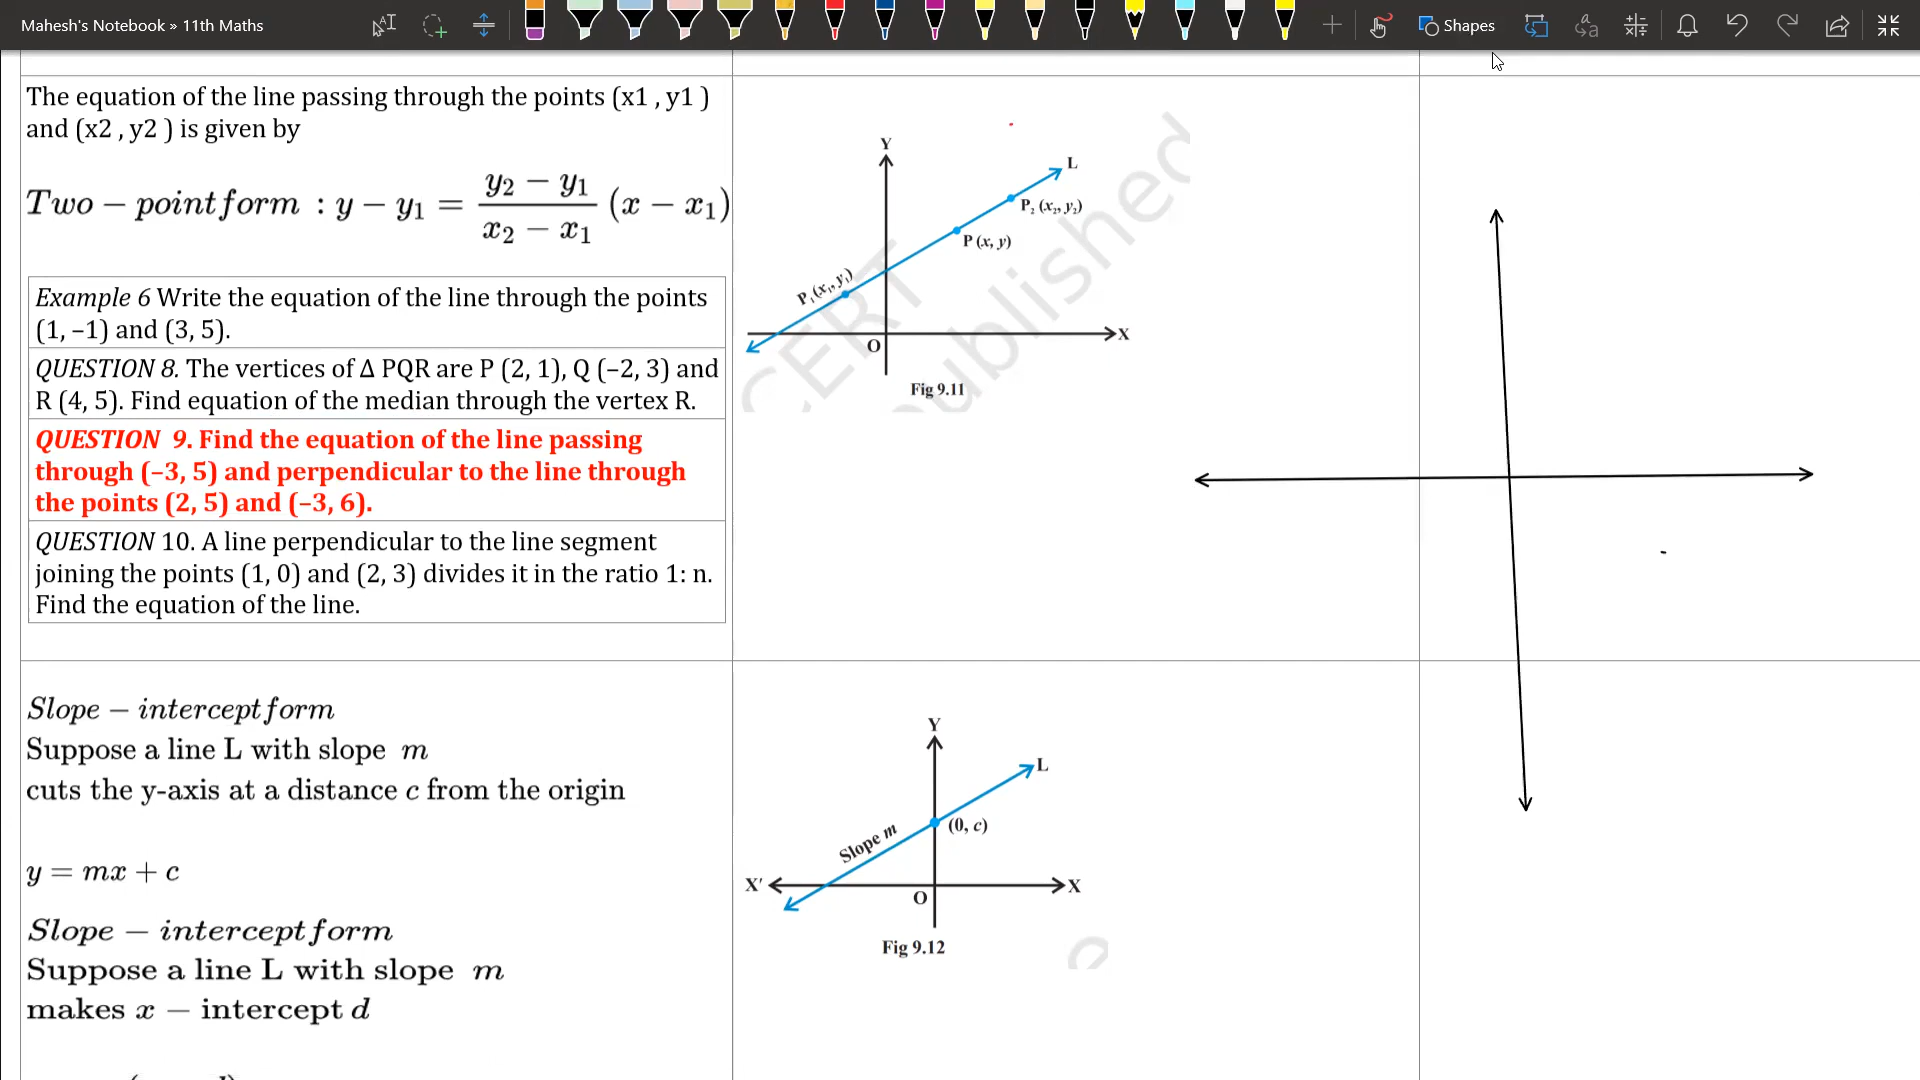 Mahesh's Notebook » 11th Maths
Shapes
The equation of the line passing through the points (x1 , y1 )
and (x2 , y2 ) is given by
Two − pointform : y − y₁ = (y₂ − y₁)/(x₂ − x₁) (x − x₁)
Example 6 Write the equation of the line through the points
(1, –1) and (3, 5).
QUESTION 8. The vertices of Δ PQR are P (2, 1), Q (–2, 3) and
R (4, 5). Find equation of the median through the vertex R.
QUESTION 9. Find the equation of the line passing
through (–3, 5) and perpendicular to the line through
the points (2, 5) and (–3, 6).
QUESTION 10. A line perpendicular to the line segment
joining the points (1, 0) and (2, 3) divides it in the ratio 1: n.
Find the equation of the line.
Y
L
P₂ (x₂, y₂)
P (x, y)
P₁(x₁, y₁)
X
O
Fig 9.11
CERT
published
Slope − interceptform
Suppose a line L with slope m
cuts the y-axis at a distance c from the origin
y = mx + c
Slope − interceptform
Suppose a line L with slope m
makes x − intercept d
Y
L
(0, c)
Slope m
X'
X
O
Fig 9.12